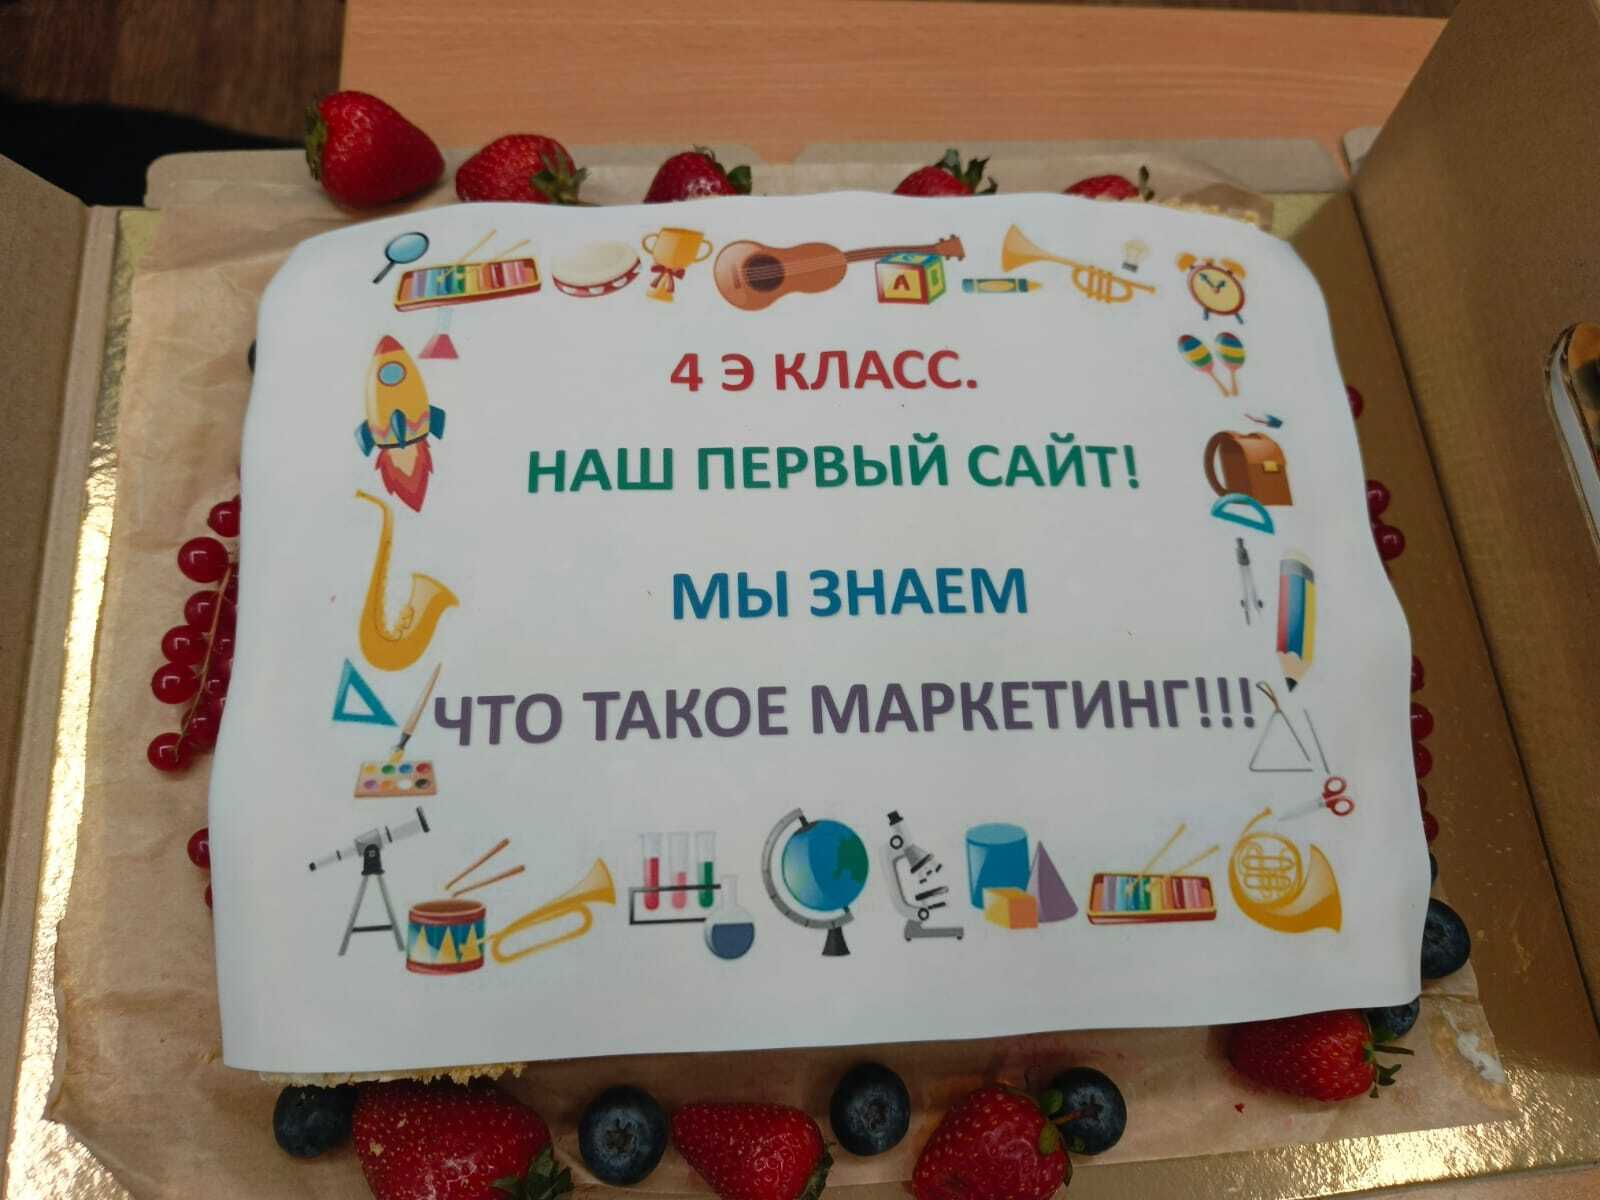 4 Э КЛАСС.
НАШ ПЕРВЫЙ САЙТ!
МЫ ЗНАЕМ
ЧТО ТАКОЕ МАРКЕТИНГ!!!
A